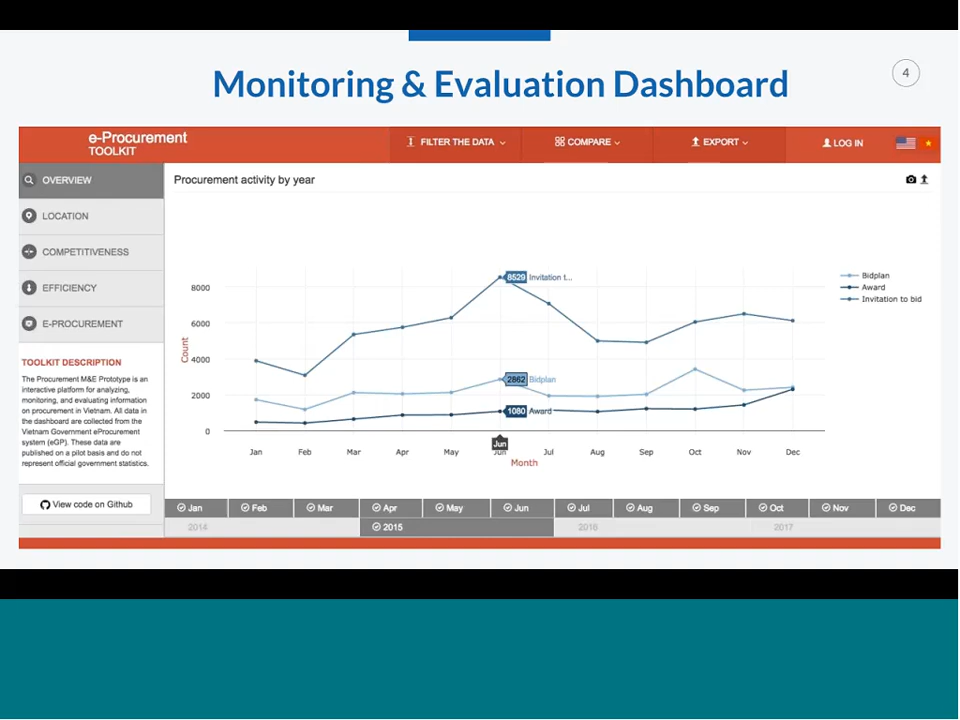 4
Monitoring & Evaluation Dashboard
e-Procurement
TOOLKIT
FILTER THE DATA
COMPARE
EXPORT
LOG IN
OVERVIEW
LOCATION
COMPETITIVENESS
EFFICIENCY
E-PROCUREMENT
TOOLKIT DESCRIPTION
The Procurement M&E Prototype is an
interactive platform for analyzing,
monitoring, and evaluating information
on procurement in Vietnam. All data in
the dashboard are collected from the
Vietnam Government eProcurement
system (eGP). These data are
published on a pilot basis and do not
represent official government statistics.
View code on Github
Procurement activity by year
8529 Invitation t...
2862 Bidplan
1080 Award
Bidplan
Award
Invitation to bid
Count
8000
6000
4000
2000
0
Jan Feb Mar Apr May Jun Jul Aug Sep Oct Nov Dec
Jun
Month
Jan Feb Mar Apr May Jun Jul Aug Sep Oct Nov Dec
2014 2015 2016 2017